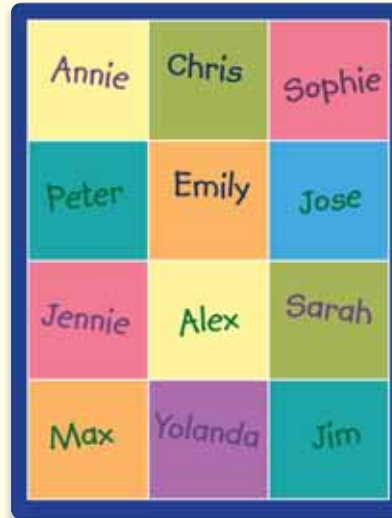 Annie Chris Sophie
Peter Emily Jose
Jennie Alex Sarah
Max Yolanda Jim